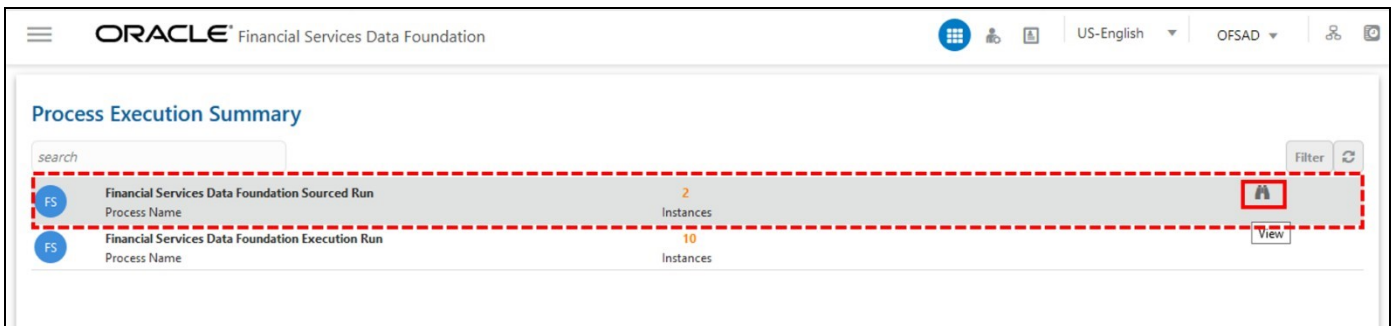 ORACLE® Financial Services Data Foundation
US-English
OFSAD
Process Execution Summary
search
Filter
FS
Financial Services Data Foundation Sourced Run
2
Process Name
Instances
View
FS
Financial Services Data Foundation Execution Run
10
Process Name
Instances